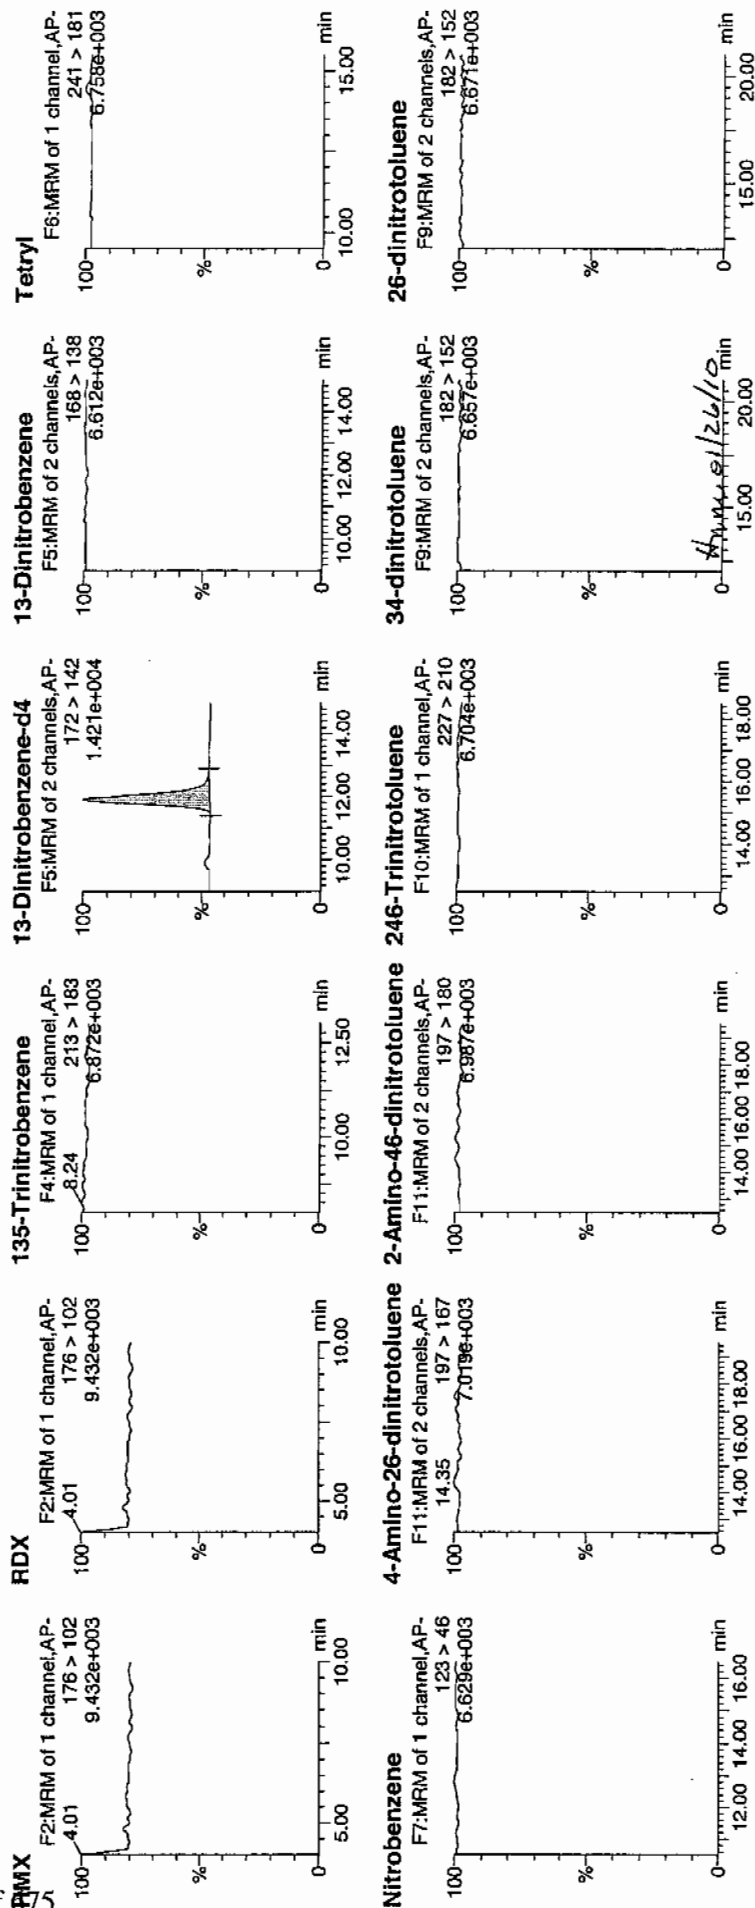 HMX
F2:MRM of 1 channel,AP-
176 > 102
9.432e+003
4.01
100
%
0
5.00 10.00 min
RDX
F2:MRM of 1 channel,AP-
176 > 102
9.432e+003
4.01
100
%
0
5.00 10.00 min
135-Trinitrobenzene
F4:MRM of 1 channel,AP-
213 > 183
6.872e+003
8.24
100
%
0
10.00 12.50 min
13-Dinitrobenzene-d4
F5:MRM of 2 channels,AP-
172 > 142
1.421e+004
100
%
0
10.00 12.00 14.00 min
13-Dinitrobenzene
F5:MRM of 2 channels,AP-
168 > 138
6.612e+003
100
%
0
10.00 12.00 14.00 min
Tetryl
F6:MRM of 1 channel,AP-
241 > 181
6.758e+003
100
%
0
10.00 15.00 min
Nitrobenzene
F7:MRM of 1 channel,AP-
123 > 46
6.629e+003
100
%
0
12.00 14.00 16.00 min
4-Amino-26-dinitrotoluene
F11:MRM of 2 channels,AP-
197 > 167
7.019e+003
14.35
100
%
0
14.00 16.00 18.00 min
2-Amino-46-dinitrotoluene
F11:MRM of 2 channels,AP-
197 > 180
6.987e+003
100
%
0
14.00 16.00 18.00 min
246-Trinitrotoluene
F10:MRM of 1 channel,AP-
227 > 210
6.704e+003
100
%
0
14.00 16.00 18.00 min
34-dinitrotoluene
F9:MRM of 2 channels,AP-
182 > 152
6.657e+003
100
%
0
15.00 20.00 min
01/26/10
26-dinitrotoluene
F9:MRM of 2 channels,AP-
182 > 152
6.671e+003
100
%
0
15.00 20.00 min
75